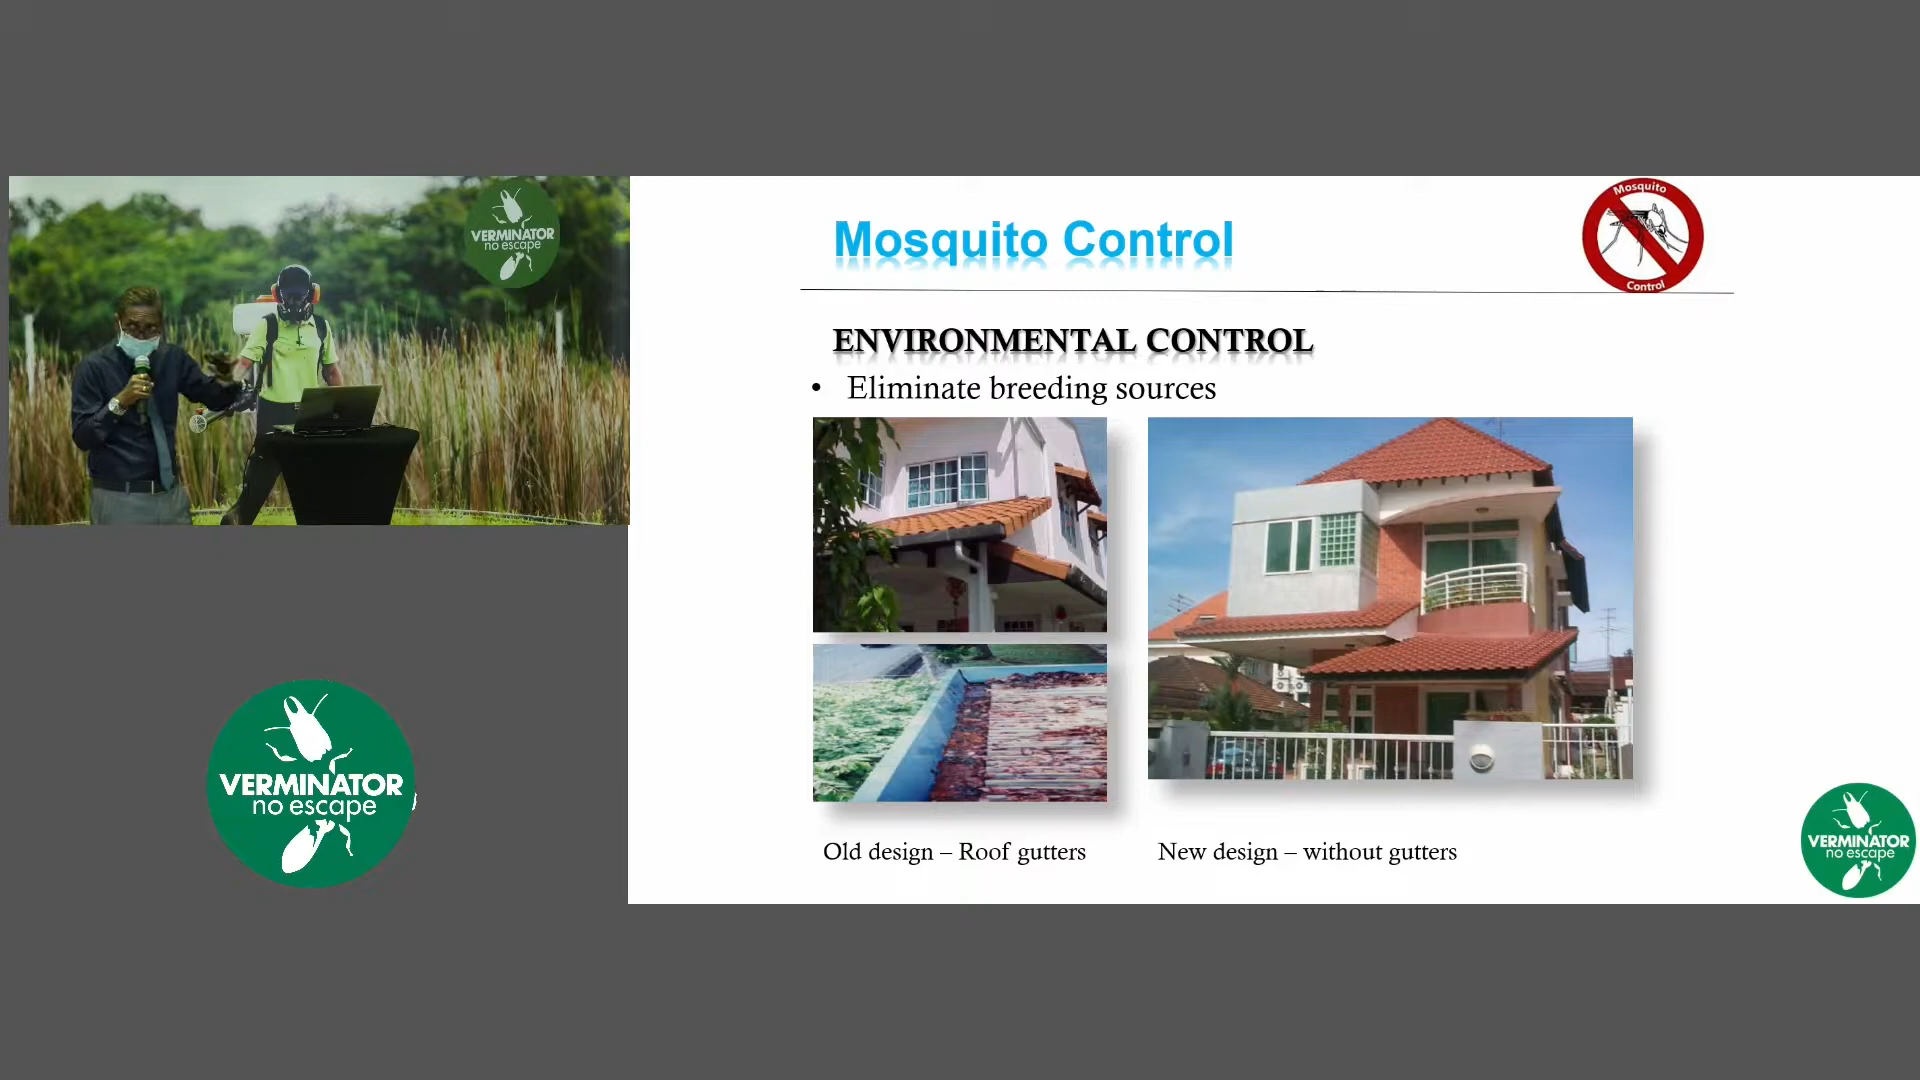 VERMINATOR
no escape
Mosquito Control
Mosquito
Control
ENVIRONMENTAL CONTROL
• Eliminate breeding sources
Old design – Roof gutters
New design – without gutters
VERMINATOR
no escape
VERMINATOR
no escape